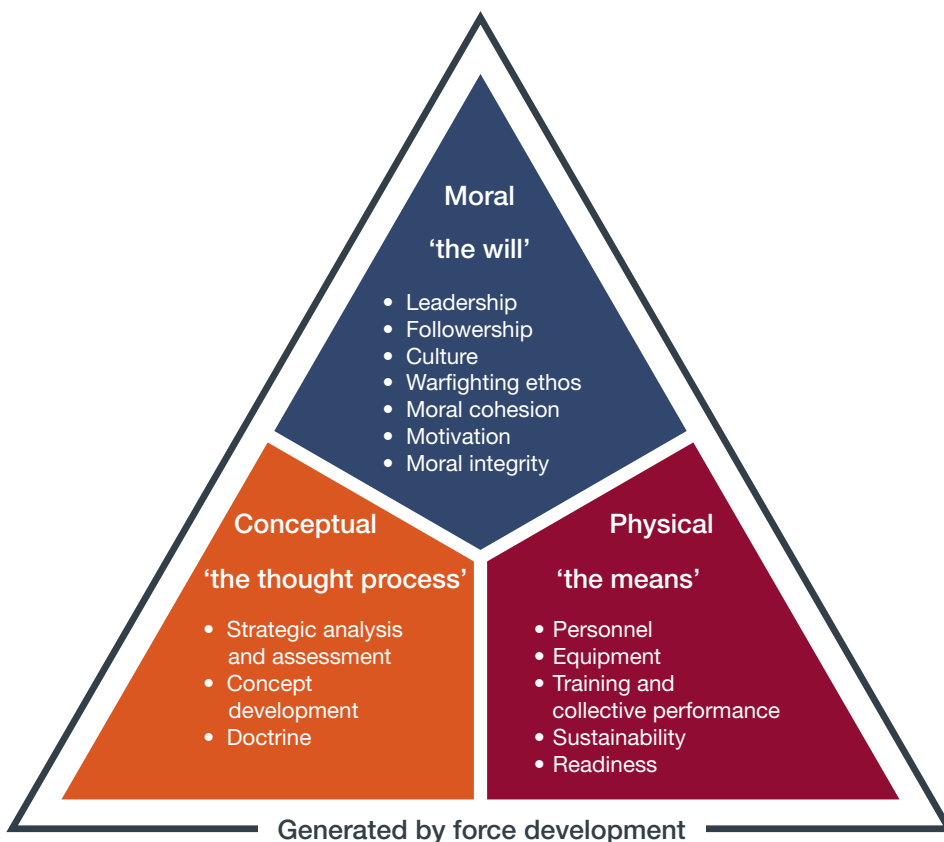 Moral
‘the will’
• Leadership
• Followership
• Culture
• Warfighting ethos
• Moral cohesion
• Motivation
• Moral integrity
Conceptual
‘the thought process’
• Strategic analysis
and assessment
• Concept
development
• Doctrine
Physical
‘the means’
• Personnel
• Equipment
• Training and
collective performance
• Sustainability
• Readiness
Generated by force development